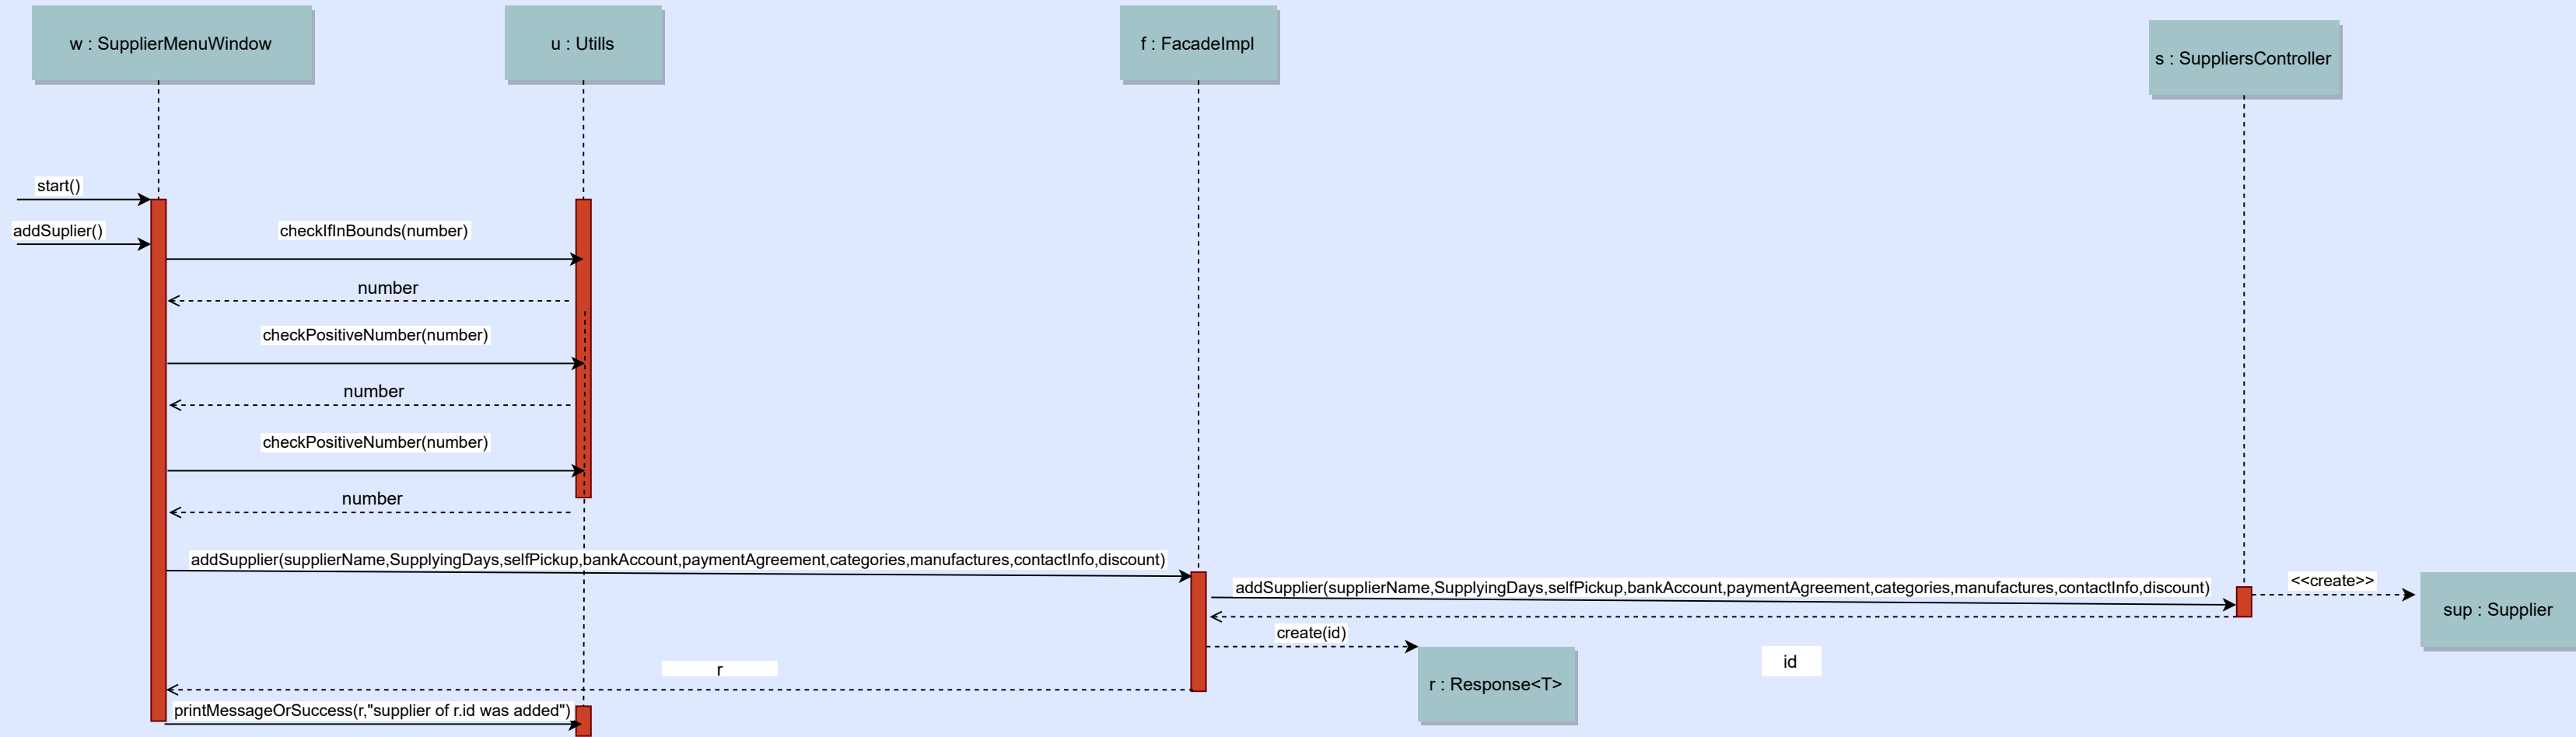 w : SupplierMenuWindow
u : Utills
f : FacadeImpl
s : SuppliersController
start()
addSuplier()
checkIfInBounds(number)
number
checkPositiveNumber(number)
number
checkPositiveNumber(number)
number
addSupplier(supplierName,SupplyingDays,selfPickup,bankAccount,paymentAgreement,categories,manufactures,contactInfo,discount)
addSupplier(supplierName,SupplyingDays,selfPickup,bankAccount,paymentAgreement,categories,manufactures,contactInfo,discount)
<<create>>
sup : Supplier
create(id)
id
r
r : Response<T>
printMessageOrSuccess(r,"supplier of r.id was added")